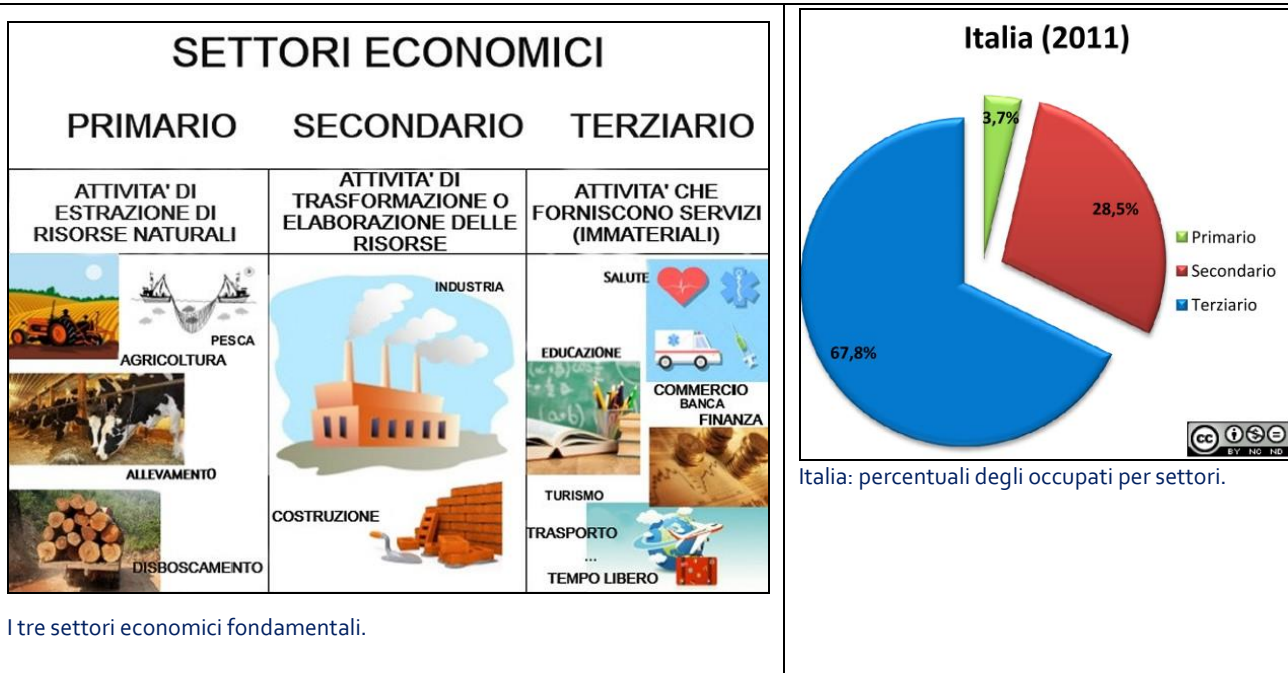 SETTORI ECONOMICI
PRIMARIO
SECONDARIO
TERZIARIO
ATTIVITA' DI
ESTRAZIONE DI
RISORSE NATURALI
ATTIVITA' DI
TRASFORMAZIONE O
ELABORAZIONE DELLE
RISORSE
ATTIVITA' CHE
FORNISCONO SERVIZI
(IMMATERIALI)
PESCA
AGRICOLTURA
ALLEVAMENTO
DISBOSCAMENTO
INDUSTRIA
COSTRUZIONE
SALUTE
EDUCAZIONE
COMMERCIO
BANCA
FINANZA
TURISMO
TRASPORTO
...
TEMPO LIBERO
I tre settori economici fondamentali.
Italia (2011)
3,7%
28,5%
67,8%
Primario
Secondario
Terziario
cc
BY NC ND
Italia: percentuali degli occupati per settori.